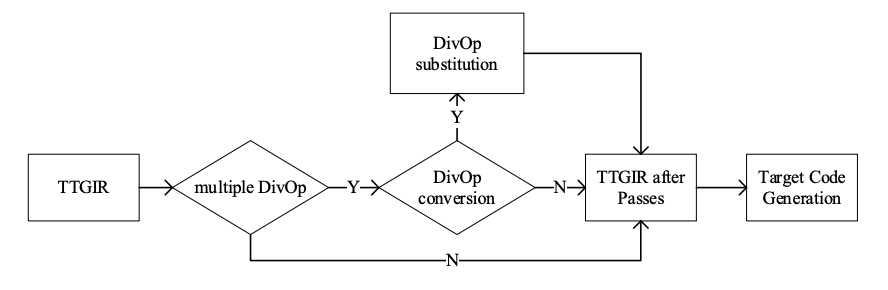 DivOp
substitution
Y
TTGIR
multiple DivOp
Y
DivOp
conversion
N
TTGIR after
Passes
Target Code
Generation
N